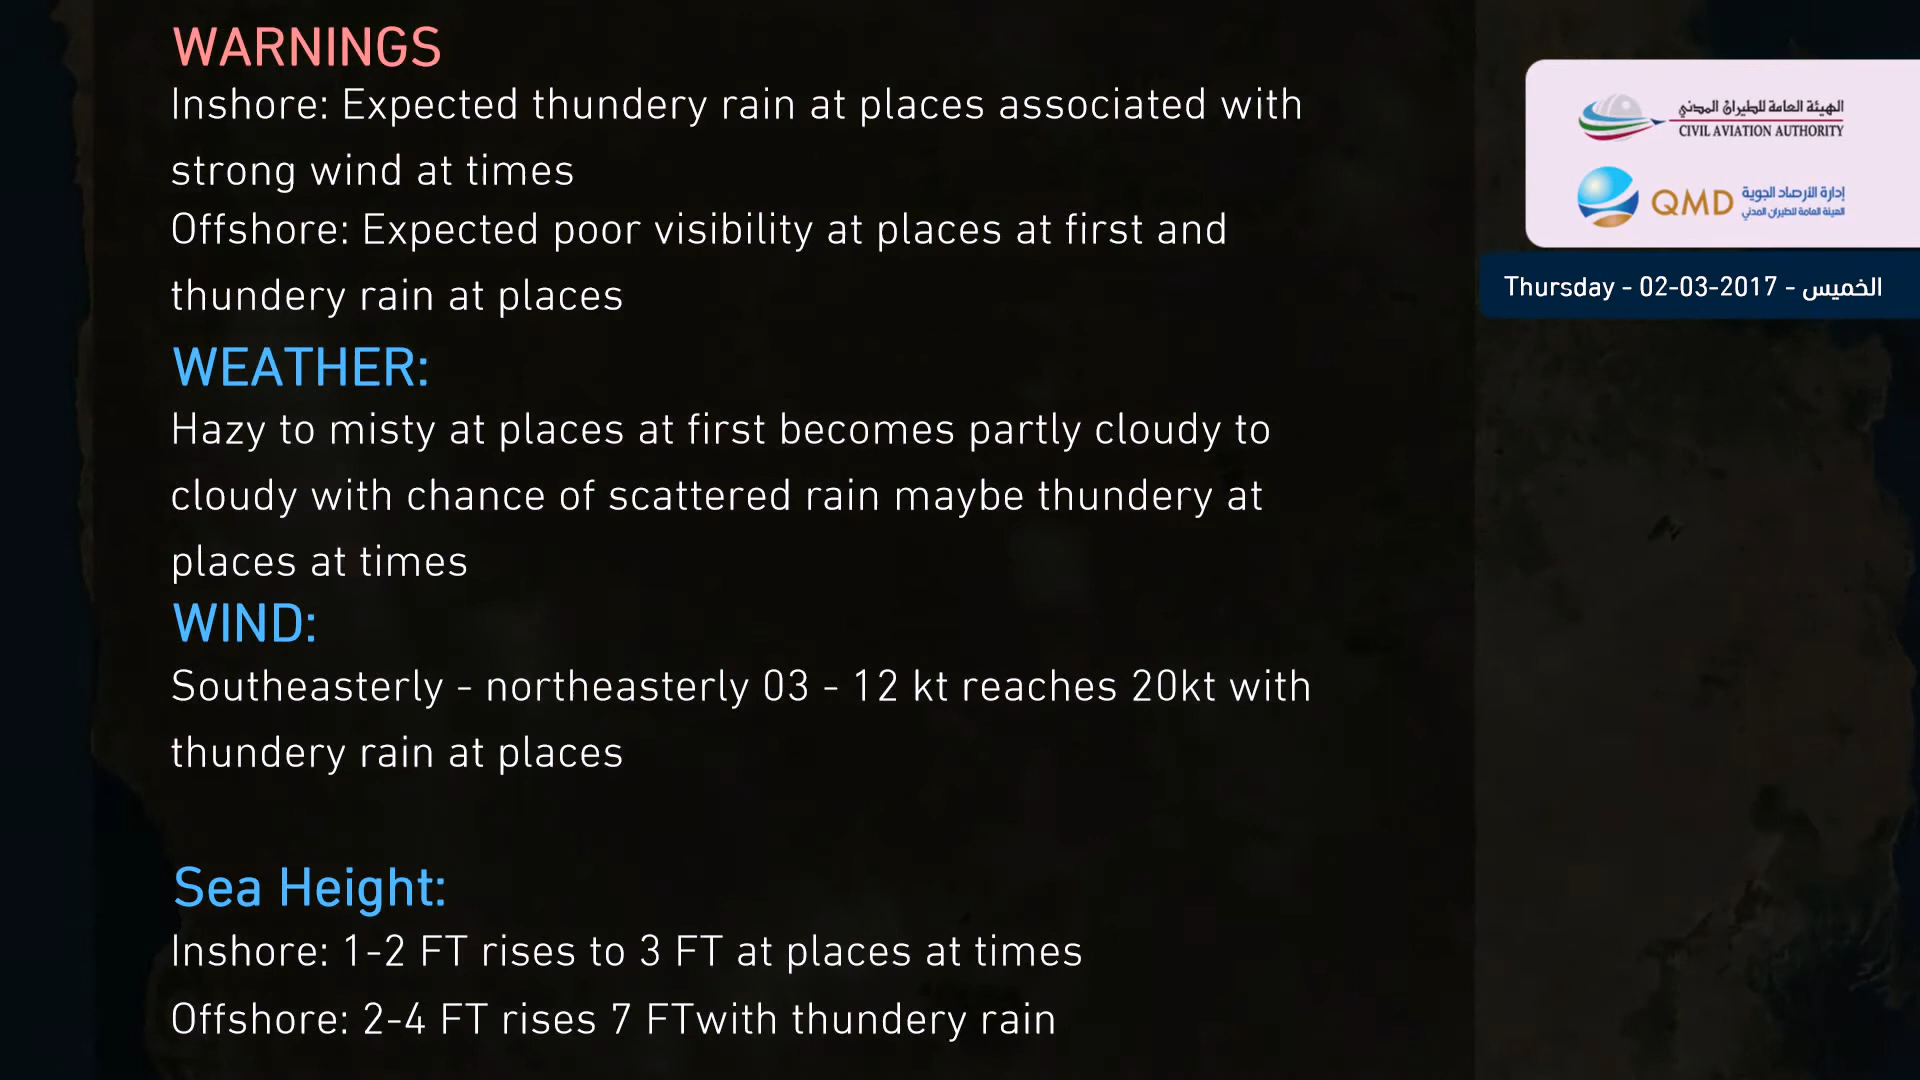 WARNINGS
Inshore: Expected thundery rain at places associated with
strong wind at times
Offshore: Expected poor visibility at places at first and
thundery rain at places
WEATHER:
Hazy to misty at places at first becomes partly cloudy to
cloudy with chance of scattered rain maybe thundery at
places at times
WIND:
Southeasterly - northeasterly 03 - 12 kt reaches 20kt with
thundery rain at places
Sea Height:
Inshore: 1-2 FT rises to 3 FT at places at times
Offshore: 2-4 FT rises 7 FTwith thundery rain
الهيئة العامة للطيران المدني
CIVIL AVIATION AUTHORITY
QMD إدارة الأرصاد الجوية
الهيئة العامة للطيران المدني
Thursday - 02-03-2017 - الخميس